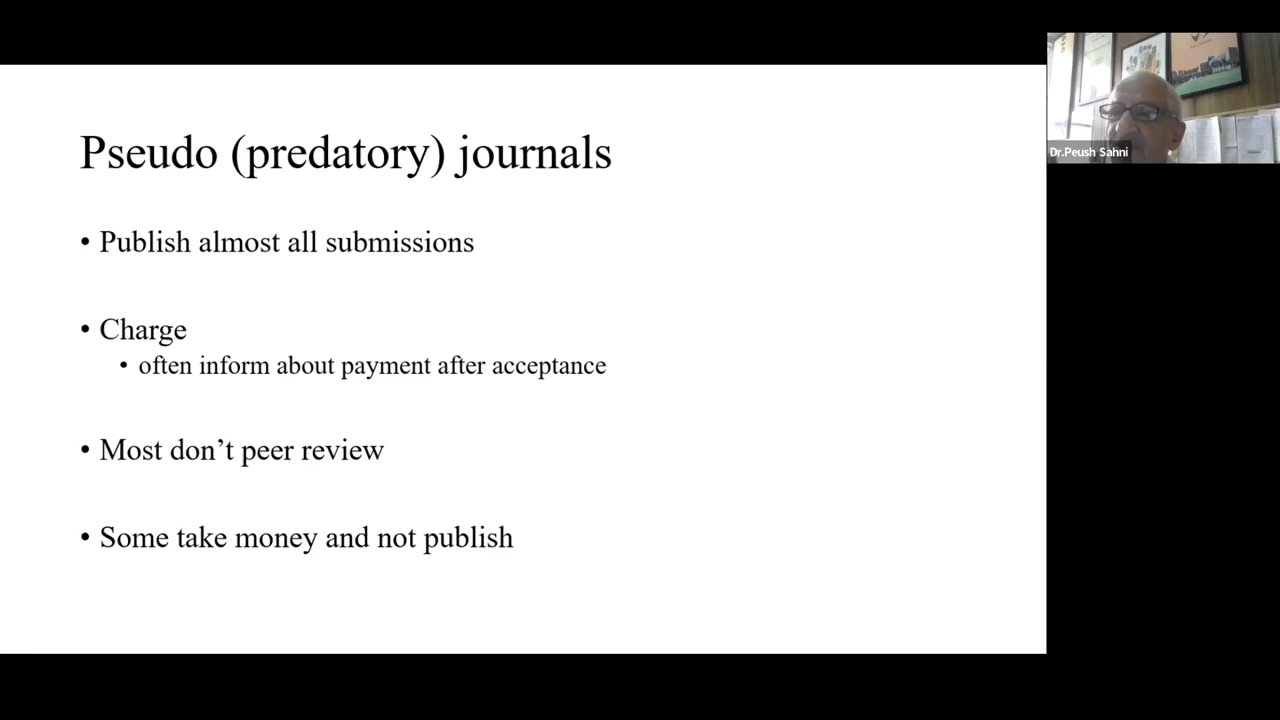 Pseudo (predatory) journals
• Publish almost all submissions
• Charge
• often inform about payment after acceptance
• Most don’t peer review
• Some take money and not publish
Dr.Peush Sahni